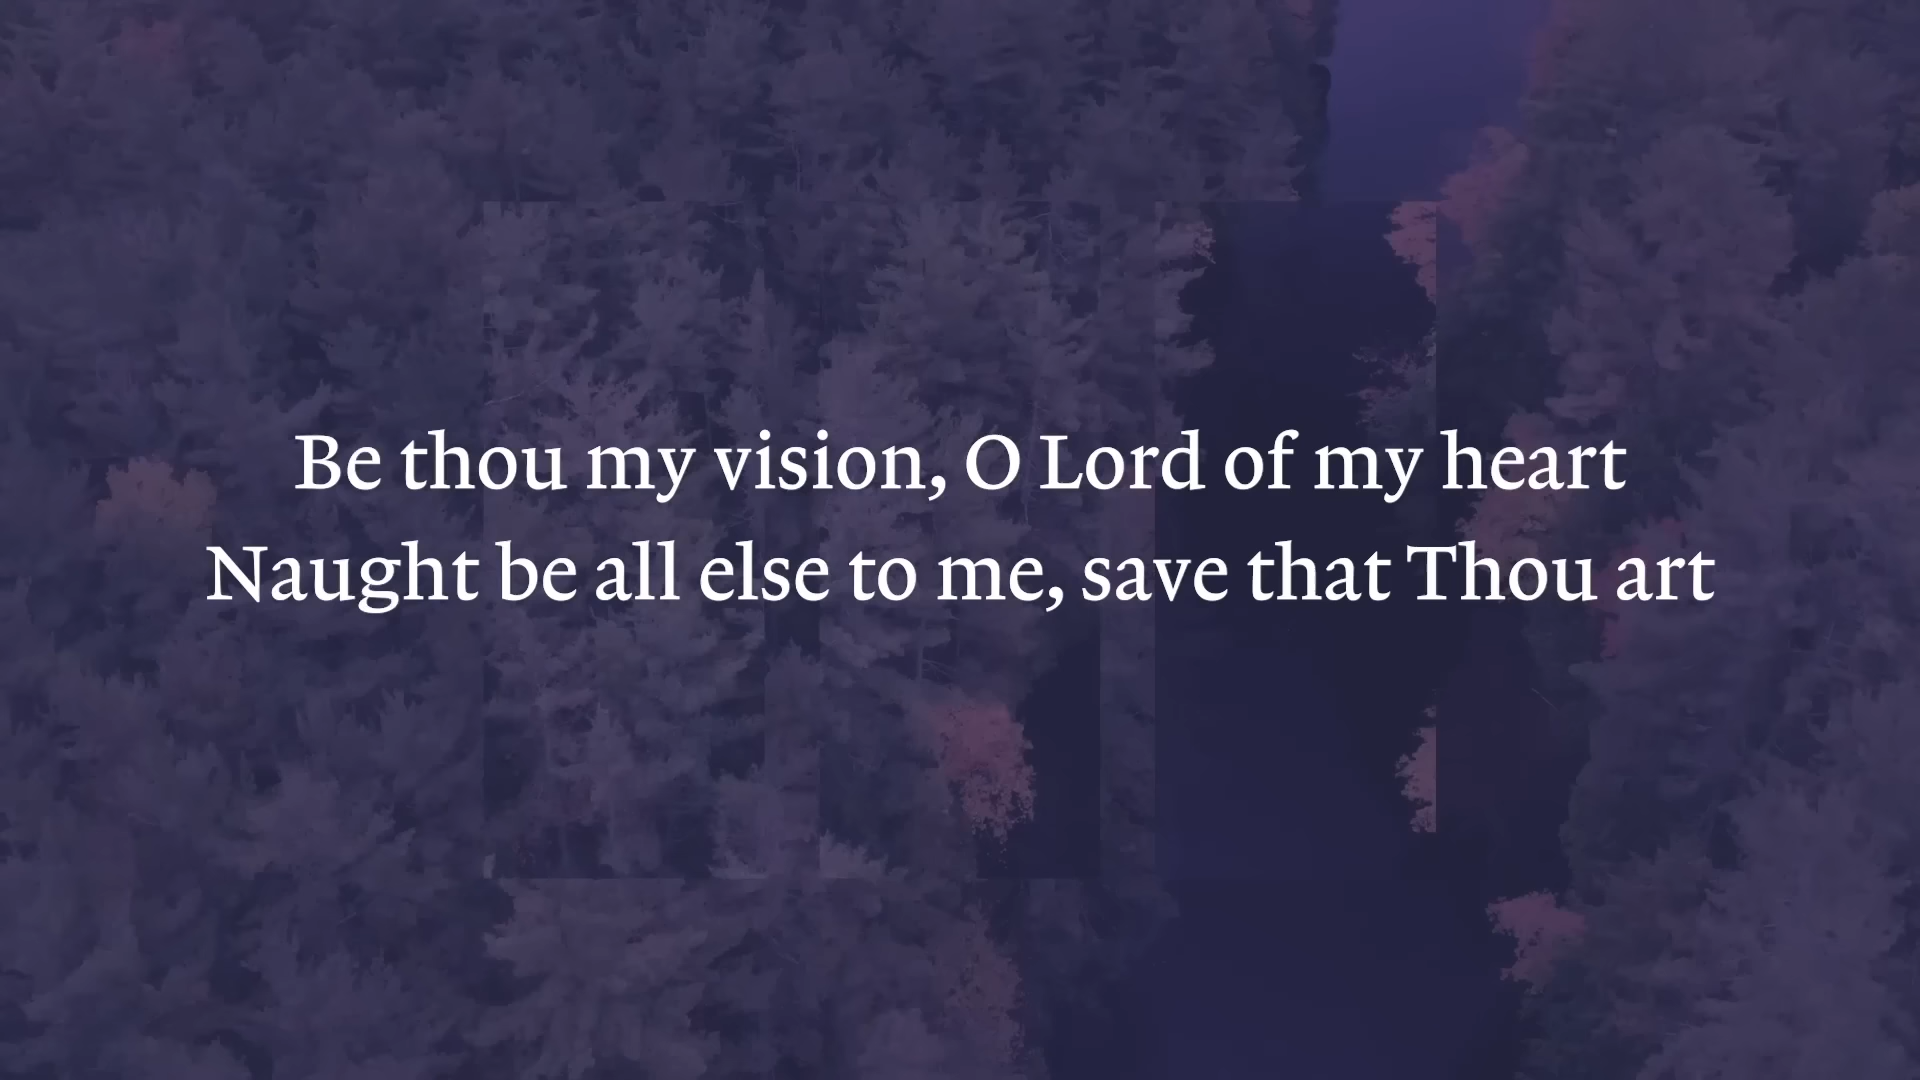 Be thou my vision, O Lord of my heart
Naught be all else to me, save that Thou art